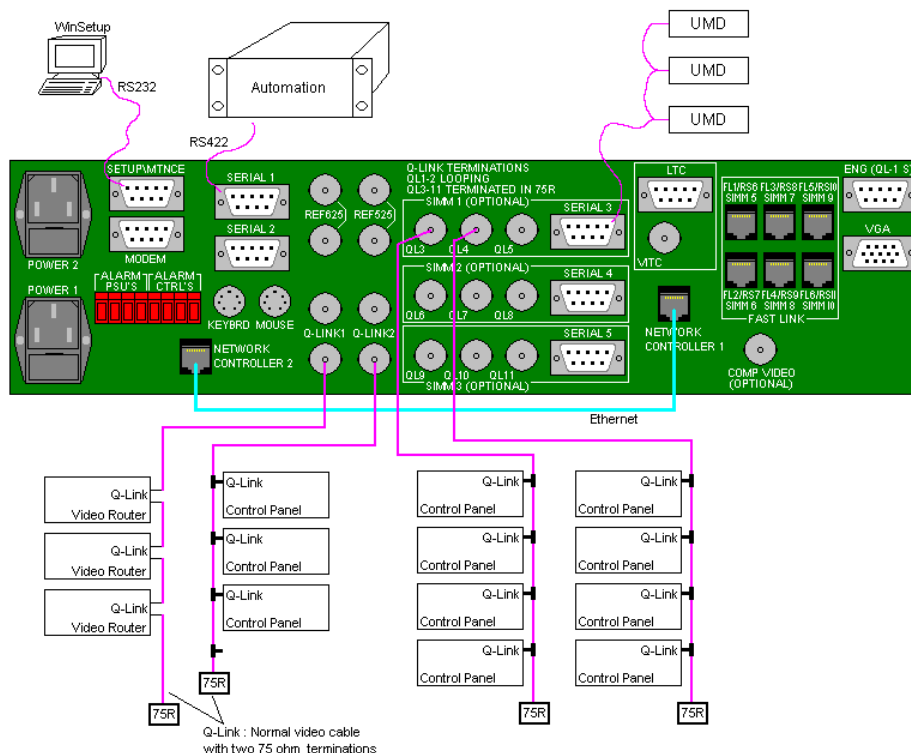 WinSetup
RS232
Automation
RS422
UMD
UMD
UMD
SETUP\MTNCE
MODEM
POWER 2
POWER 1
ALARM PSU'S
ALARM CTRL'S
SERIAL 1
SERIAL 2
KEYBRD
MOUSE
NETWORK
CONTROLLER 2
REF625
REF525
Q-LINK1
Q-LINK2
Q-LINK TERMINATIONS
QL1-2 LOOPING
QL3-11 TERMINATED IN 75R
SIMM 1 (OPTIONAL)
SERIAL 3
QL3
QL4
QL5
SIMM 2 (OPTIONAL)
SERIAL 4
QL6
QL7
QL8
SERIAL 5
QL9
QL10
QL11
SIMM 3 (OPTIONAL)
LTC
VITC
NETWORK
CONTROLLER 1
FL1/RS6 FL3/RS8 FL5/RS10
SIMM 5 SIMM 7 SIMM 9
FL2/RS7 FL4/RS9 FL6/RS11
SIMM 6 SIMM 8 SIMM 10
FAST LINK
COMP VIDEO
(OPTIONAL)
ENG (QL-1 S
VGA
Ethernet
Q-Link
Video Router
Q-Link
Video Router
Q-Link
Video Router
75R
Q-Link
Control Panel
Q-Link
Control Panel
Q-Link
Control Panel
75R
Q-Link
Control Panel
Q-Link
Control Panel
Q-Link
Control Panel
Q-Link
Control Panel
75R
Q-Link
Control Panel
Q-Link
Control Panel
Q-Link
Control Panel
Q-Link
Control Panel
75R
Q-Link : Normal video cable
with two 75 ohm terminations